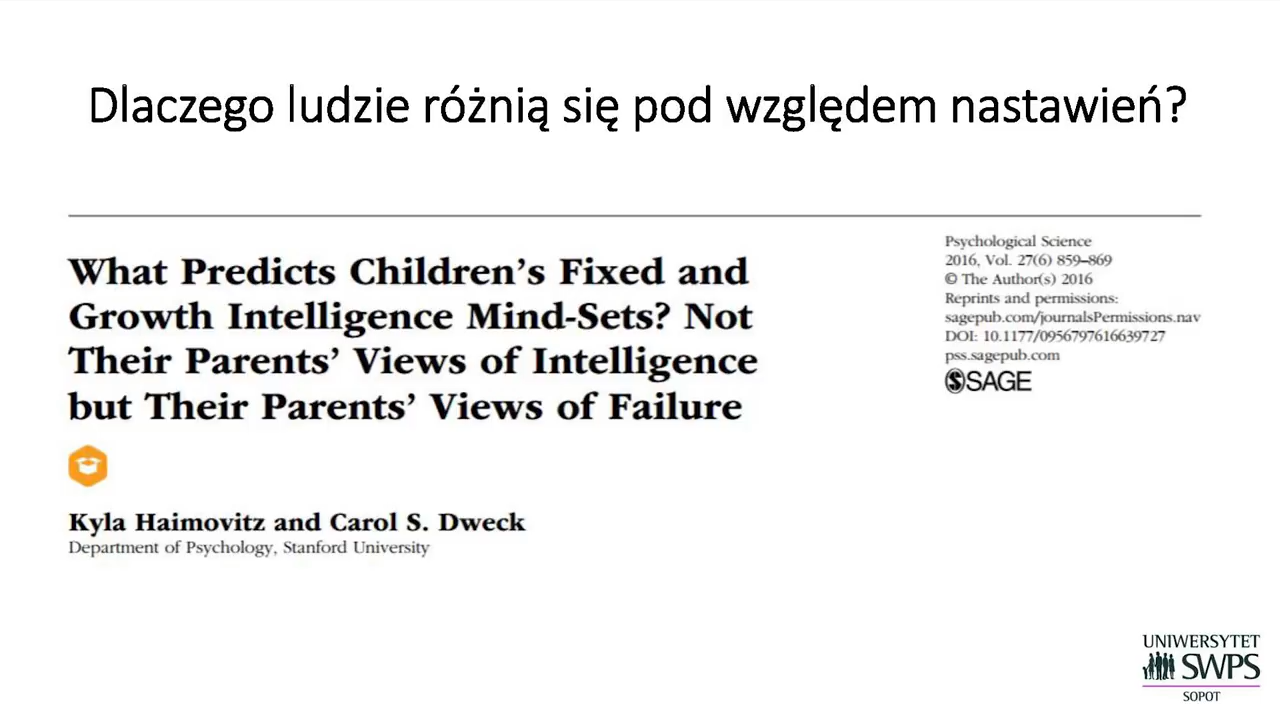 Dlaczego ludzie różnią się pod względem nastawień?
What Predicts Children's Fixed and
Growth Intelligence Mind-Sets? Not
Their Parents' Views of Intelligence
but Their Parents' Views of Failure
Kyla Haimovitz and Carol S. Dweck
Department of Psychology, Stanford University
Psychological Science
2016, Vol. 27(6) 859–869
© The Author(s) 2016
Reprints and permissions:
sagepub.com/journalsPermissions.nav
DOI: 10.1177/0956797616639727
pss.sagepub.com
SAGE
UNIWERSYTET
SWPS
SOPOT